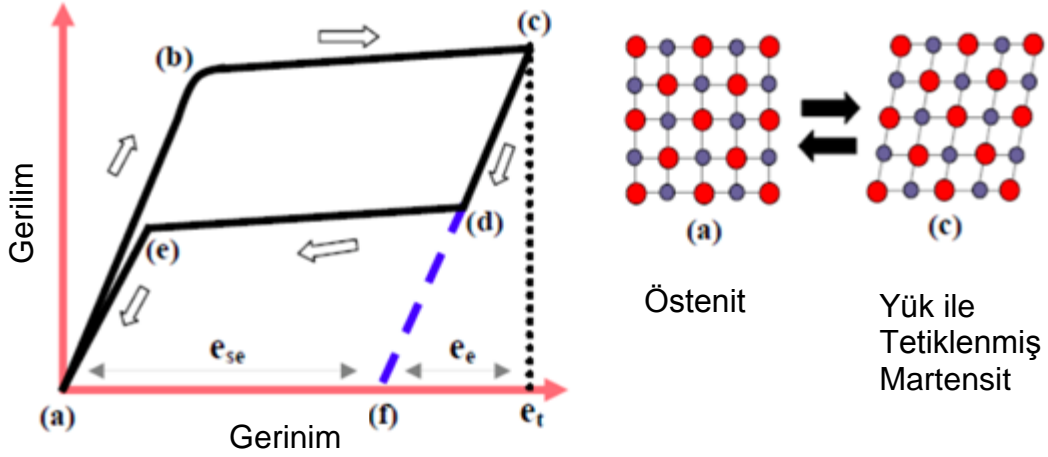 (c)
(b)
(d)
(e)
Gerilim
e_se
e_e
(a)
(f)
e_t
Gerinim
(a)
(c)
Östenit
Yük ile
Tetiklenmiş
Martensit